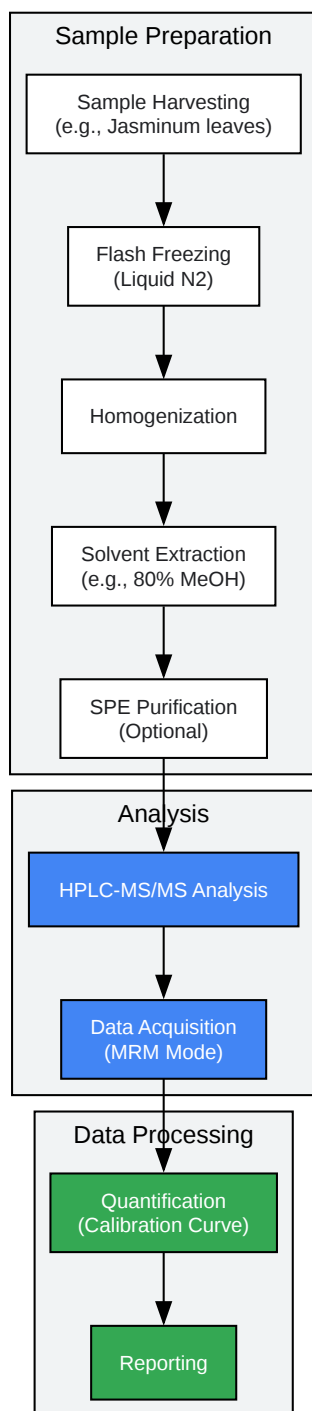 Sample Preparation
Sample Harvesting
(e.g., Jasminum leaves)
Flash Freezing
(Liquid N2)
Homogenization
Solvent Extraction
(e.g., 80% MeOH)
SPE Purification
(Optional)
Analysis
HPLC-MS/MS Analysis
Data Acquisition
(MRM Mode)
Data Processing
Quantification
(Calibration Curve)
Reporting